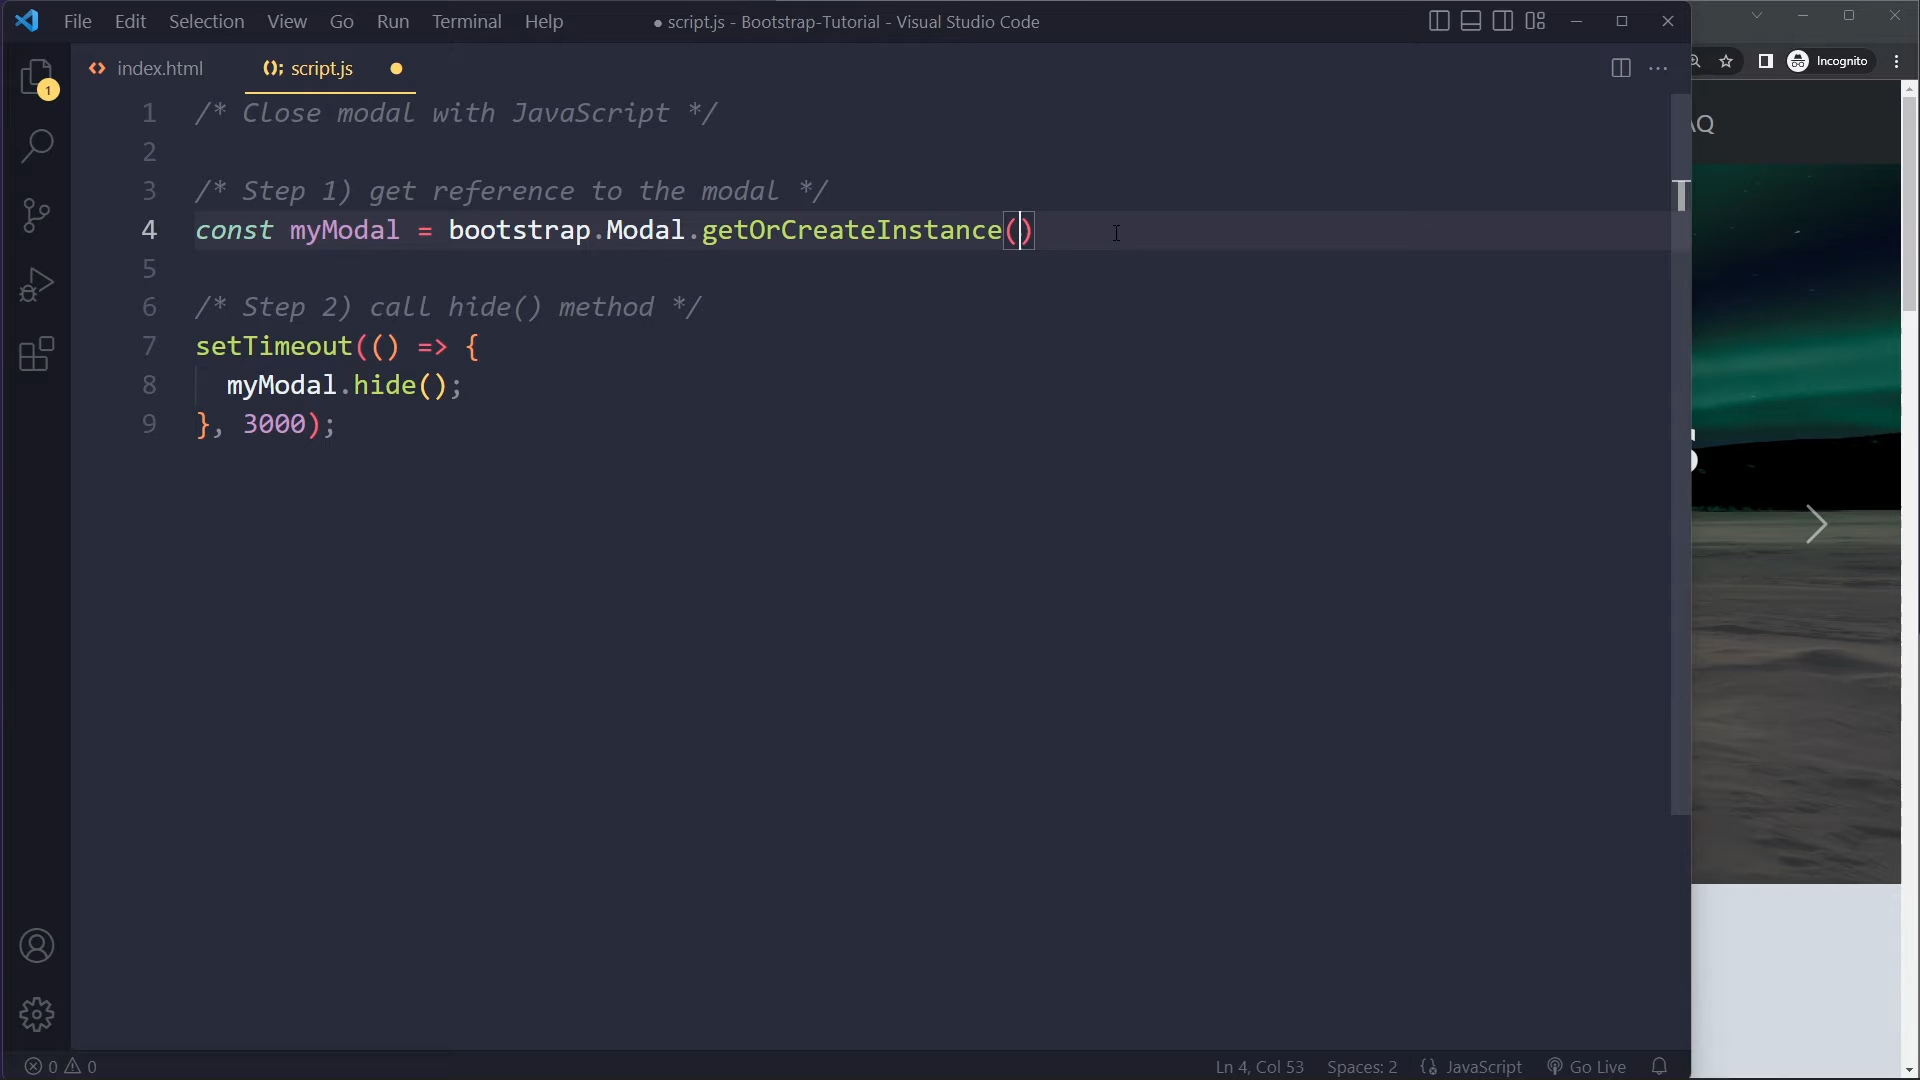 File Edit Selection View Go Run Terminal Help
● script.js - Bootstrap-Tutorial - Visual Studio Code
Incognito
1
index.html
(); script.js
AQ
1 /* Close modal with JavaScript */
2
3 /* Step 1) get reference to the modal */
4 const myModal = bootstrap.Modal.getOrCreateInstance()
5
6 /* Step 2) call hide() method */
7 setTimeout(() => {
8 myModal.hide();
9 }, 3000);
S
0 0
Ln 4, Col 53 Spaces: 2 JavaScript Go Live